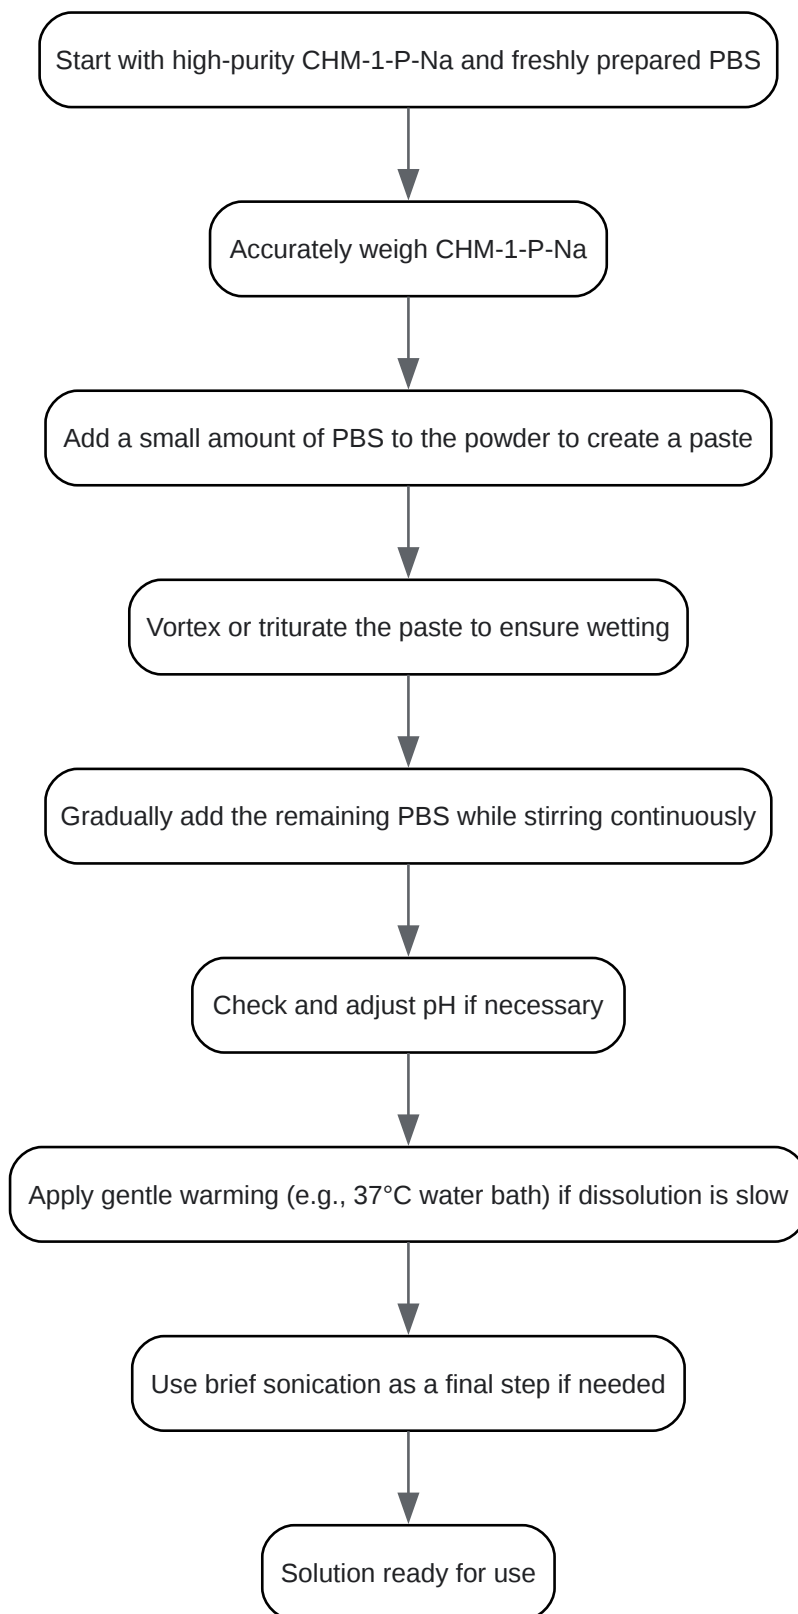 Start with high-purity CHM-1-P-Na and freshly prepared PBS
Accurately weigh CHM-1-P-Na
Add a small amount of PBS to the powder to create a paste
Vortex or triturate the paste to ensure wetting
Gradually add the remaining PBS while stirring continuously
Check and adjust pH if necessary
Apply gentle warming (e.g., 37°C water bath) if dissolution is slow
Use brief sonication as a final step if needed
Solution ready for use